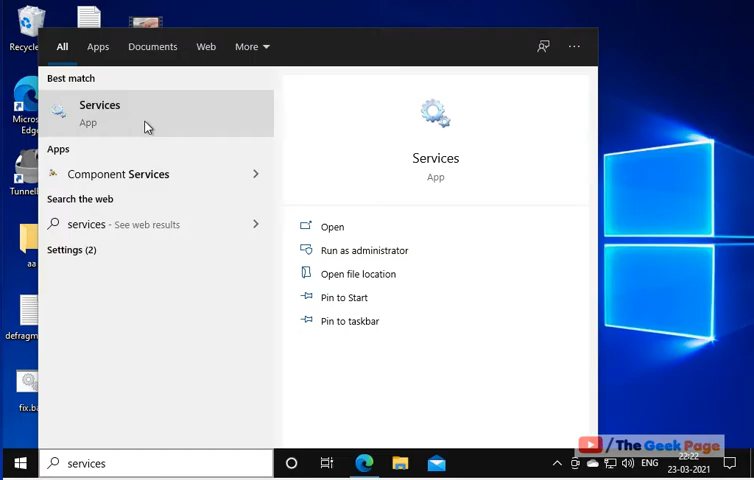 Recycle
All
Apps
Documents
Web
More
Best match
Services
App
Micros
Edge
Apps
Component Services
Tunnell
Search the web
services - See web results
Settings (2)
aa
defragm
fix.ba
Services
App
Open
Run as administrator
Open file location
Pin to Start
Pin to taskbar
The Geek Page
services
ENG
22:22
23-03-2021